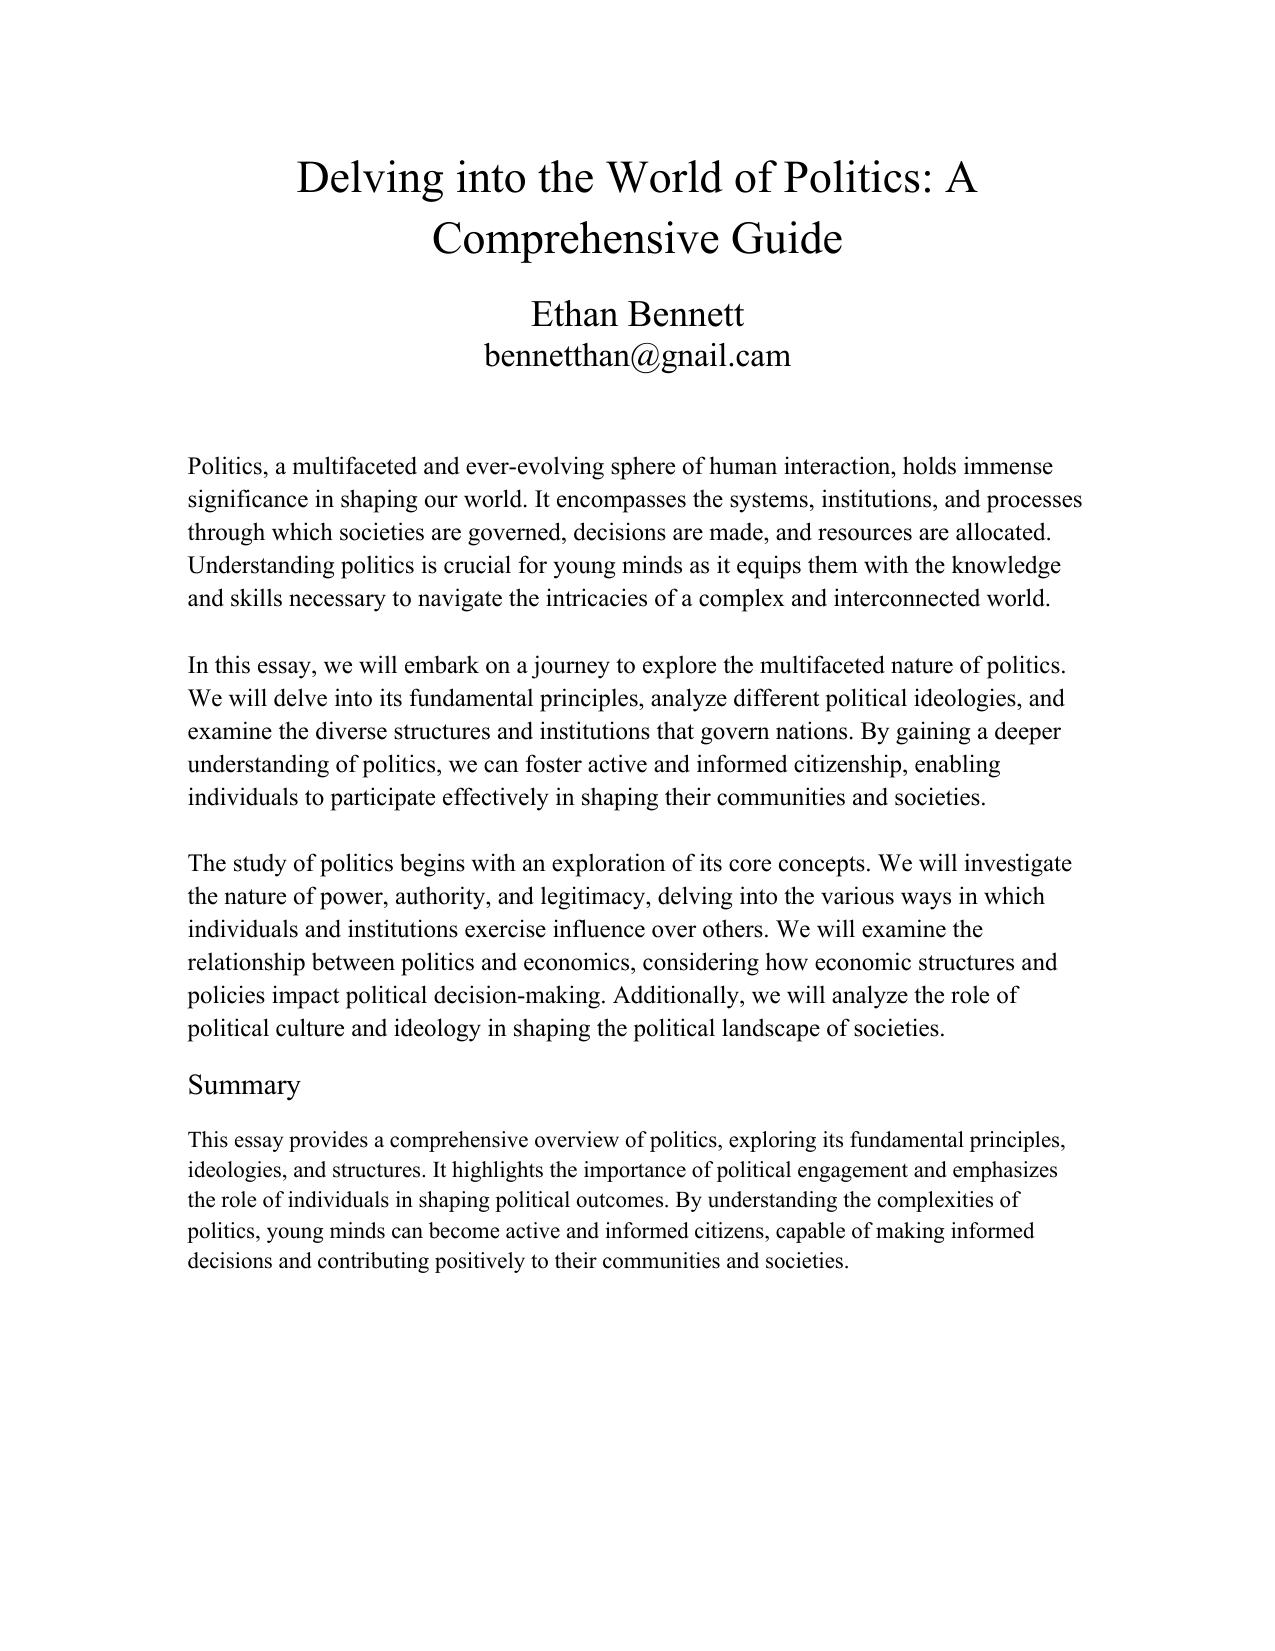 Delving into the World of Politics: A
Comprehensive Guide
Ethan Bennett
bennetthan@gnail.cam
Politics, a multifaceted and ever-evolving sphere of human interaction, holds immense
significance in shaping our world. It encompasses the systems, institutions, and processes
through which societies are governed, decisions are made, and resources are allocated.
Understanding politics is crucial for young minds as it equips them with the knowledge
and skills necessary to navigate the intricacies of a complex and interconnected world.
In this essay, we will embark on a journey to explore the multifaceted nature of politics.
We will delve into its fundamental principles, analyze different political ideologies, and
examine the diverse structures and institutions that govern nations. By gaining a deeper
understanding of politics, we can foster active and informed citizenship, enabling
individuals to participate effectively in shaping their communities and societies.
The study of politics begins with an exploration of its core concepts. We will investigate
the nature of power, authority, and legitimacy, delving into the various ways in which
individuals and institutions exercise influence over others. We will examine the
relationship between politics and economics, considering how economic structures and
policies impact political decision-making. Additionally, we will analyze the role of
political culture and ideology in shaping the political landscape of societies.
Summary
This essay provides a comprehensive overview of politics, exploring its fundamental principles,
ideologies, and structures. It highlights the importance of political engagement and emphasizes
the role of individuals in shaping political outcomes. By understanding the complexities of
politics, young minds can become active and informed citizens, capable of making informed
decisions and contributing positively to their communities and societies.